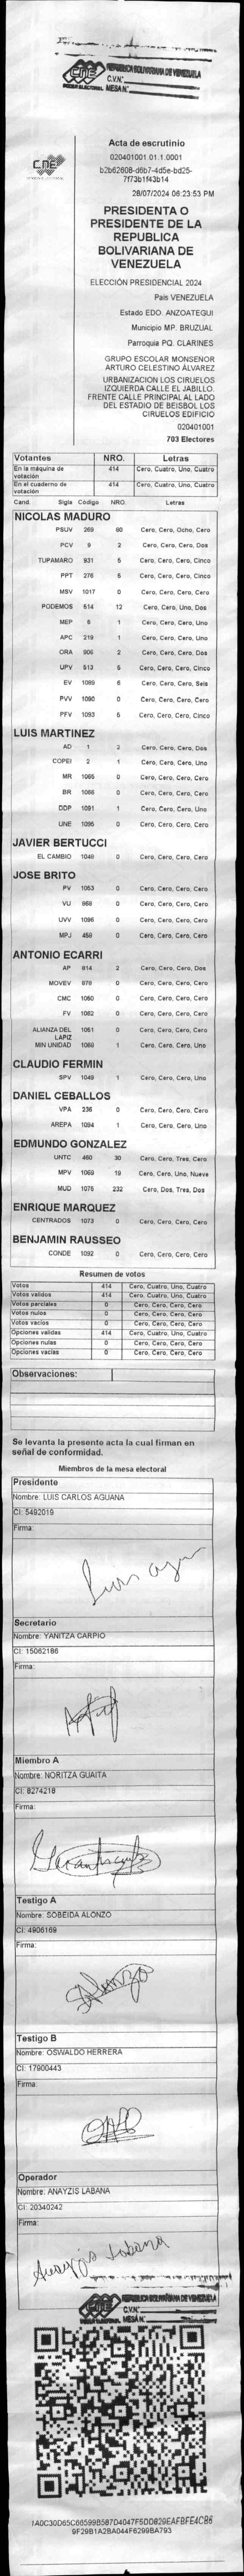 CNE
REPUBLICA BOLIVARIANA DE VENEZUELA
C.V.N°
PODER ELECTORAL MESA N°
CNE
Acta de escrutinio
020401001.01.1.0001
b2b62608-d6b7-4d5e-bd25-
7f73b1f43b14
28/07/2024 06:23:53 PM
PRESIDENTA O
PRESIDENTE DE LA
REPUBLICA
BOLIVARIANA DE
VENEZUELA
ELECCIÓN PRESIDENCIAL 2024
Pais VENEZUELA
Estado EDO. ANZOATEGUI
Municipio MP. BRUZUAL
Parroquia PQ. CLARINES
GRUPO ESCOLAR MONSEÑOR
ARTURO CELESTINO ÁLVAREZ
URBANIZACION LOS CIRUELOS
IZQUIERDA CALLE EL JABILLO.
FRENTE CALLE PRINCIPAL AL LADO
DEL ESTADIO DE BEISBOL LOS
CIRUELOS EDIFICIO
020401001
703 Electores
Votantes NRO. Letras
En la máquina de votación 414 Cero, Cuatro, Uno, Cuatro
En el cuaderno de votación 414 Cero, Cuatro, Uno, Cuatro
Cand. Sigla Código NRO. Letras
NICOLAS MADURO
PSUV 269 80 Cero, Cero, Ocho, Cero
PCV 9 2 Cero, Cero, Cero, Dos
TUPAMARO 931 5 Cero, Cero, Cero, Cinco
PPT 276 5 Cero, Cero, Cero, Cinco
MSV 1017 0 Cero, Cero, Cero, Cero
PODEMOS 514 12 Cero, Cero, Uno, Dos
MEP 6 1 Cero, Cero, Cero, Uno
APC 219 1 Cero, Cero, Cero, Uno
ORA 906 2 Cero, Cero, Cero, Dos
UPV 513 5 Cero, Cero, Cero, Cinco
EV 1089 6 Cero, Cero, Cero, Seis
PVV 1090 0 Cero, Cero, Cero, Cero
PFV 1093 5 Cero, Cero, Cero, Cinco
LUIS MARTINEZ
AD 1 2 Cero, Cero, Cero, Dos
COPEI 2 1 Cero, Cero, Cero, Uno
MR 1065 0 Cero, Cero, Cero, Cero
BR 1066 0 Cero, Cero, Cero, Cero
DDP 1091 1 Cero, Cero, Cero, Uno
UNE 1095 0 Cero, Cero, Cero, Cero
JAVIER BERTUCCI
EL CAMBIO 1048 0 Cero, Cero, Cero, Cero
JOSE BRITO
PV 1053 0 Cero, Cero, Cero, Cero
VU 968 0 Cero, Cero, Cero, Cero
UVV 1096 0 Cero, Cero, Cero, Cero
MPJ 458 0 Cero, Cero, Cero, Cero
ANTONIO ECARRI
AP 814 2 Cero, Cero, Cero, Dos
MOVEV 979 0 Cero, Cero, Cero, Cero
CMC 1060 0 Cero, Cero, Cero, Cero
FV 1062 0 Cero, Cero, Cero, Cero
ALIANZA DEL LAPIZ 1051 0 Cero, Cero, Cero, Cero
MIN UNIDAD 1069 1 Cero, Cero, Cero, Uno
CLAUDIO FERMIN
SPV 1049 1 Cero, Cero, Cero, Uno
DANIEL CEBALLOS
VPA 236 0 Cero, Cero, Cero, Cero
AREPA 1094 1 Cero, Cero, Cero, Uno
EDMUNDO GONZALEZ
UNTC 460 30 Cero, Cero, Tres, Cero
MPV 1069 19 Cero, Cero, Uno, Nueve
MUD 1075 232 Cero, Dos, Tres, Dos
ENRIQUE MARQUEZ
CENTRADOS 1073 0 Cero, Cero, Cero, Cero
BENJAMIN RAUSSEO
CONDE 1092 0 Cero, Cero, Cero, Cero
Resumen de votos
Votos 414 Cero, Cuatro, Uno, Cuatro
Votos validos 414 Cero, Cuatro, Uno, Cuatro
Votos parciales 0 Cero, Cero, Cero, Cero
Votos nulos 0 Cero, Cero, Cero, Cero
Votos vacios 0 Cero, Cero, Cero, Cero
Opciones validas 414 Cero, Cuatro, Uno, Cuatro
Opciones nulas 0 Cero, Cero, Cero, Cero
Opciones vacias 0 Cero, Cero, Cero, Cero
Observaciones:
Se levanta la presente acta la cual firman en
señal de conformidad.
Miembros de la mesa electoral
Presidente
Nombre: LUIS CARLOS AGUANA
CI: 5492019
Firma:
Luis agu
Secretario
Nombre: YANITZA CARPIO
CI: 15062186
Firma:
Miembro A
Nombre: NORITZA GUAITA
CI: 8274218
Firma:
Testigo A
Nombre: SOBEIDA ALONZO
CI: 4906169
Firma:
Alonzo
Testigo B
Nombre: OSWALDO HERRERA
CI: 17900443
Firma:
Operador
Nombre: ANAYZIS LABANA
CI: 20340242
Firma:
Anayzis Labana
CNE
REPUBLICA BOLIVARIANA DE VENEZUELA
C.V.N°
PODER ELECTORAL MESA N°
1A0C30D65C66599B587D4047F5DD829EAFBFE4CB6
9F29B1A2BA044F6299BA793